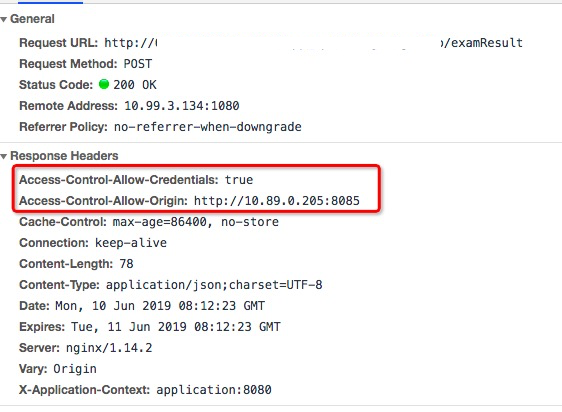 General
Request URL: http://
/examResult
Request Method: POST
Status Code: 200 OK
Remote Address: 10.99.3.134:1080
Referrer Policy: no-referrer-when-downgrade
Response Headers
Access-Control-Allow-Credentials: true
Access-Control-Allow-Origin: http://10.89.0.205:8085
Cache-Control: max-age=86400, no-store
Connection: keep-alive
Content-Length: 78
Content-Type: application/json;charset=UTF-8
Date: Mon, 10 Jun 2019 08:12:23 GMT
Expires: Tue, 11 Jun 2019 08:12:23 GMT
Server: nginx/1.14.2
Vary: Origin
X-Application-Context: application:8080